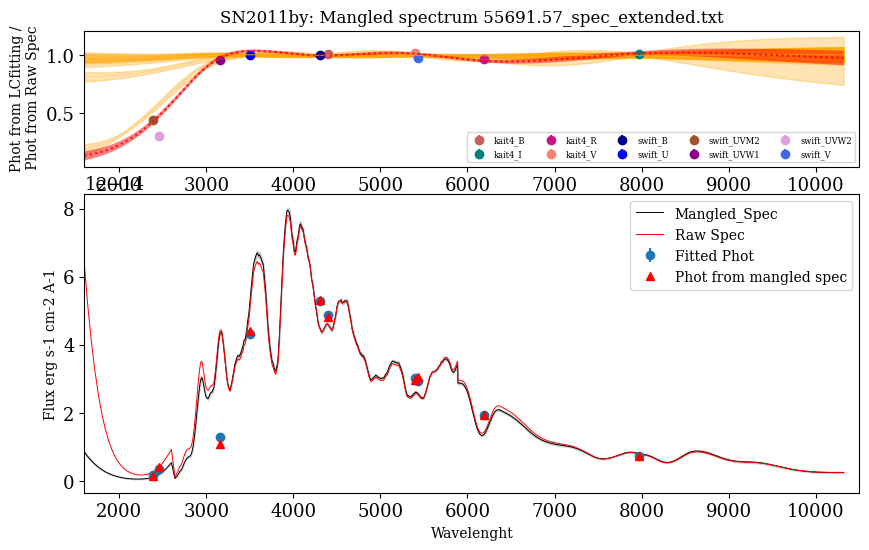 SN2011by: Mangled spectrum 55691.57_spec_extended.txt
Phot from LCfitting /
Phot from Raw Spec
1.0
0.5
kait4_B
kait4_I
kait4_R
kait4_V
swift_B
swift_U
swift_UVM2
swift_UVW1
swift_UVW2
swift_V
2000 3000 4000 5000 6000 7000 8000 9000 10000
1e−14
Flux erg s-1 cm-2 A-1
8
6
4
2
0
Mangled_Spec
Raw Spec
Fitted Phot
Phot from mangled spec
2000 3000 4000 5000 6000 7000 8000 9000 10000
Wavelenght